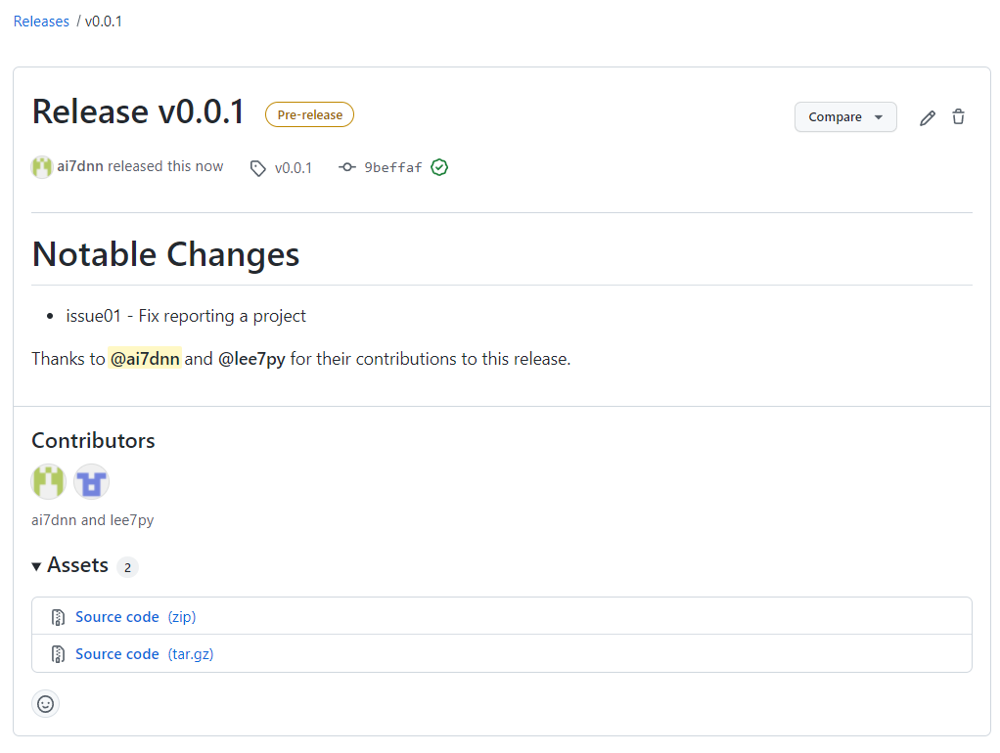 Releases / v0.0.1
Release v0.0.1 Pre-release Compare
ai7dnn released this now v0.0.1 9beffaf
Notable Changes
• issue01 - Fix reporting a project
Thanks to @ai7dnn and @lee7py for their contributions to this release.
Contributors
ai7dnn and lee7py
Assets 2
Source code (zip)
Source code (tar.gz)